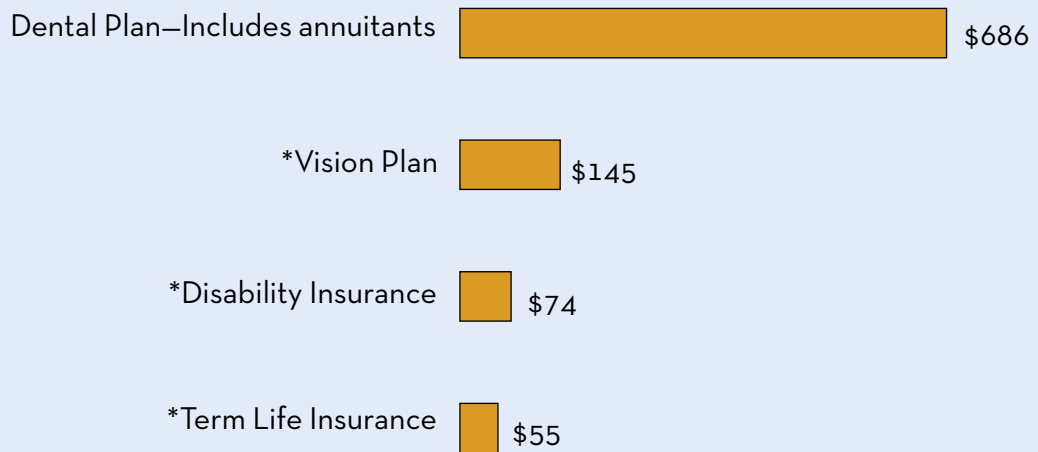 Dental Plan—Includes annuitants $686
*Vision Plan $145
*Disability Insurance $74
*Term Life Insurance $55